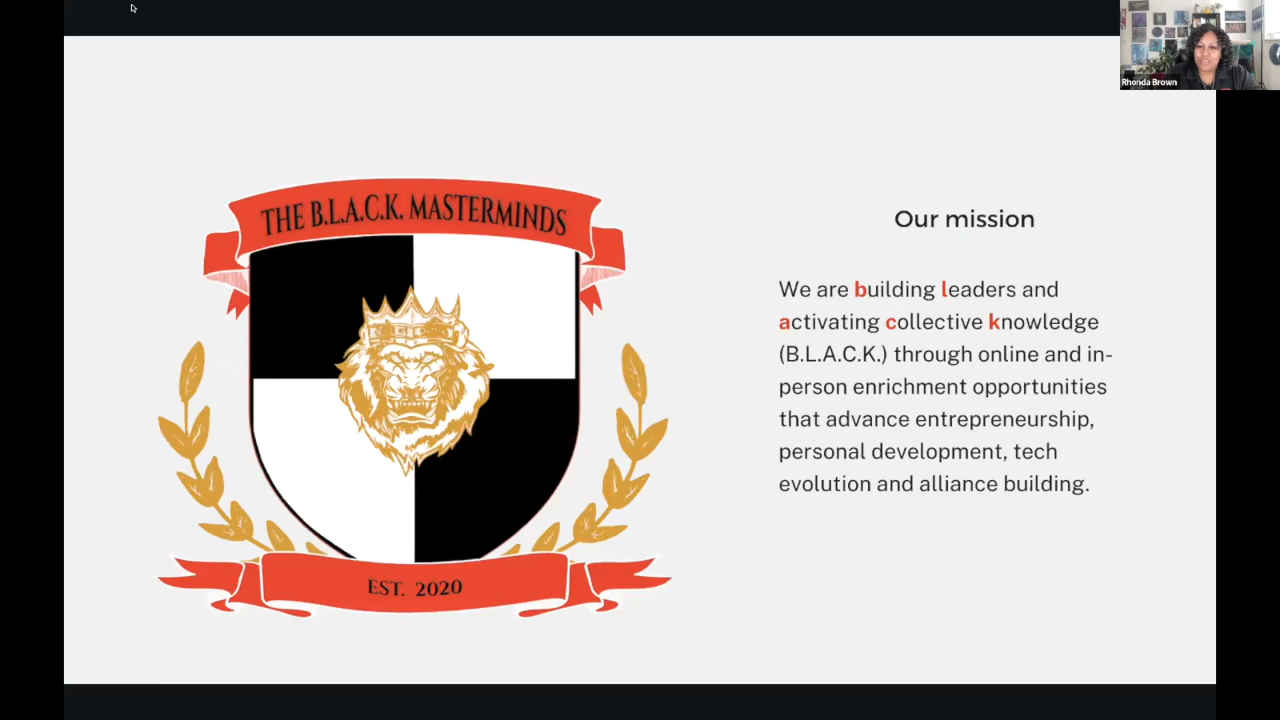 Rhonda Brown
THE B.L.A.C.K. MASTERMINDS
EST. 2020
Our mission
We are building leaders and
activating collective knowledge
(B.L.A.C.K.) through online and in-
person enrichment opportunities
that advance entrepreneurship,
personal development, tech
evolution and alliance building.